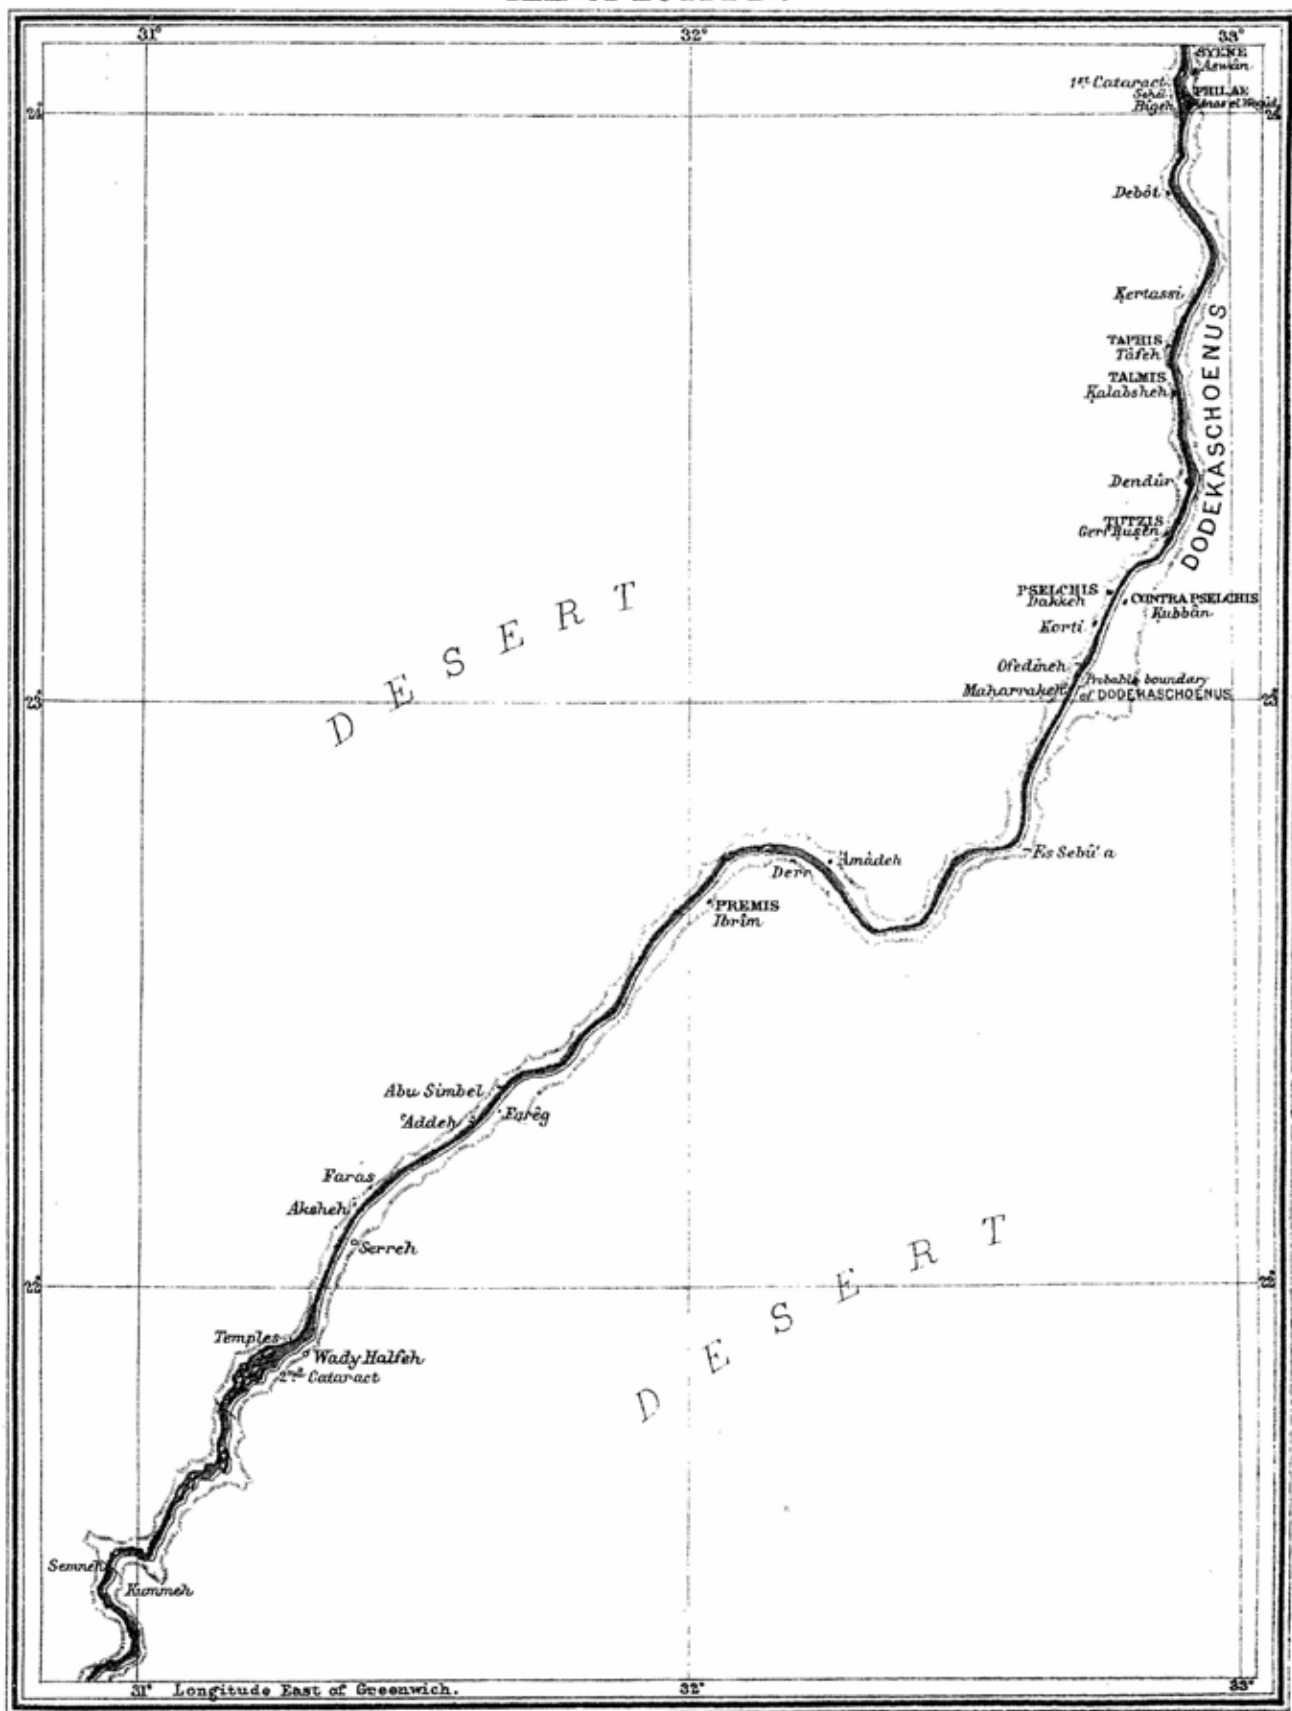 31°
32°
33°
SYENE
Aswân
1st Cataract
PHILAE
Bigeh
24°
Debôt
Kertassi
TAPHIS
Tâfeh
TALMIS
Kalabsheh
DODEKASCHOENUS
Dendûr
TUTZIS
Gerf Husên
PSELCHIS
Dakkeh
CONTRA PSELCHIS
Kubbân
Korti
Ofedineh
Maharrakeh
Probable boundary
of DODEKASCHOENUS
23°
23°
DESERT
Es Sebû'a
Amâdeh
Derr
PREMIS
Ibrîm
Abu Simbel
Farêg
'Addeh
Faras
Aksheh
Serreh
DESERT
22°
22°
Temples
Wady Halfeh
2nd Cataract
Semneh
Kummeh
31°
Longitude East of Greenwich.
32°
33°